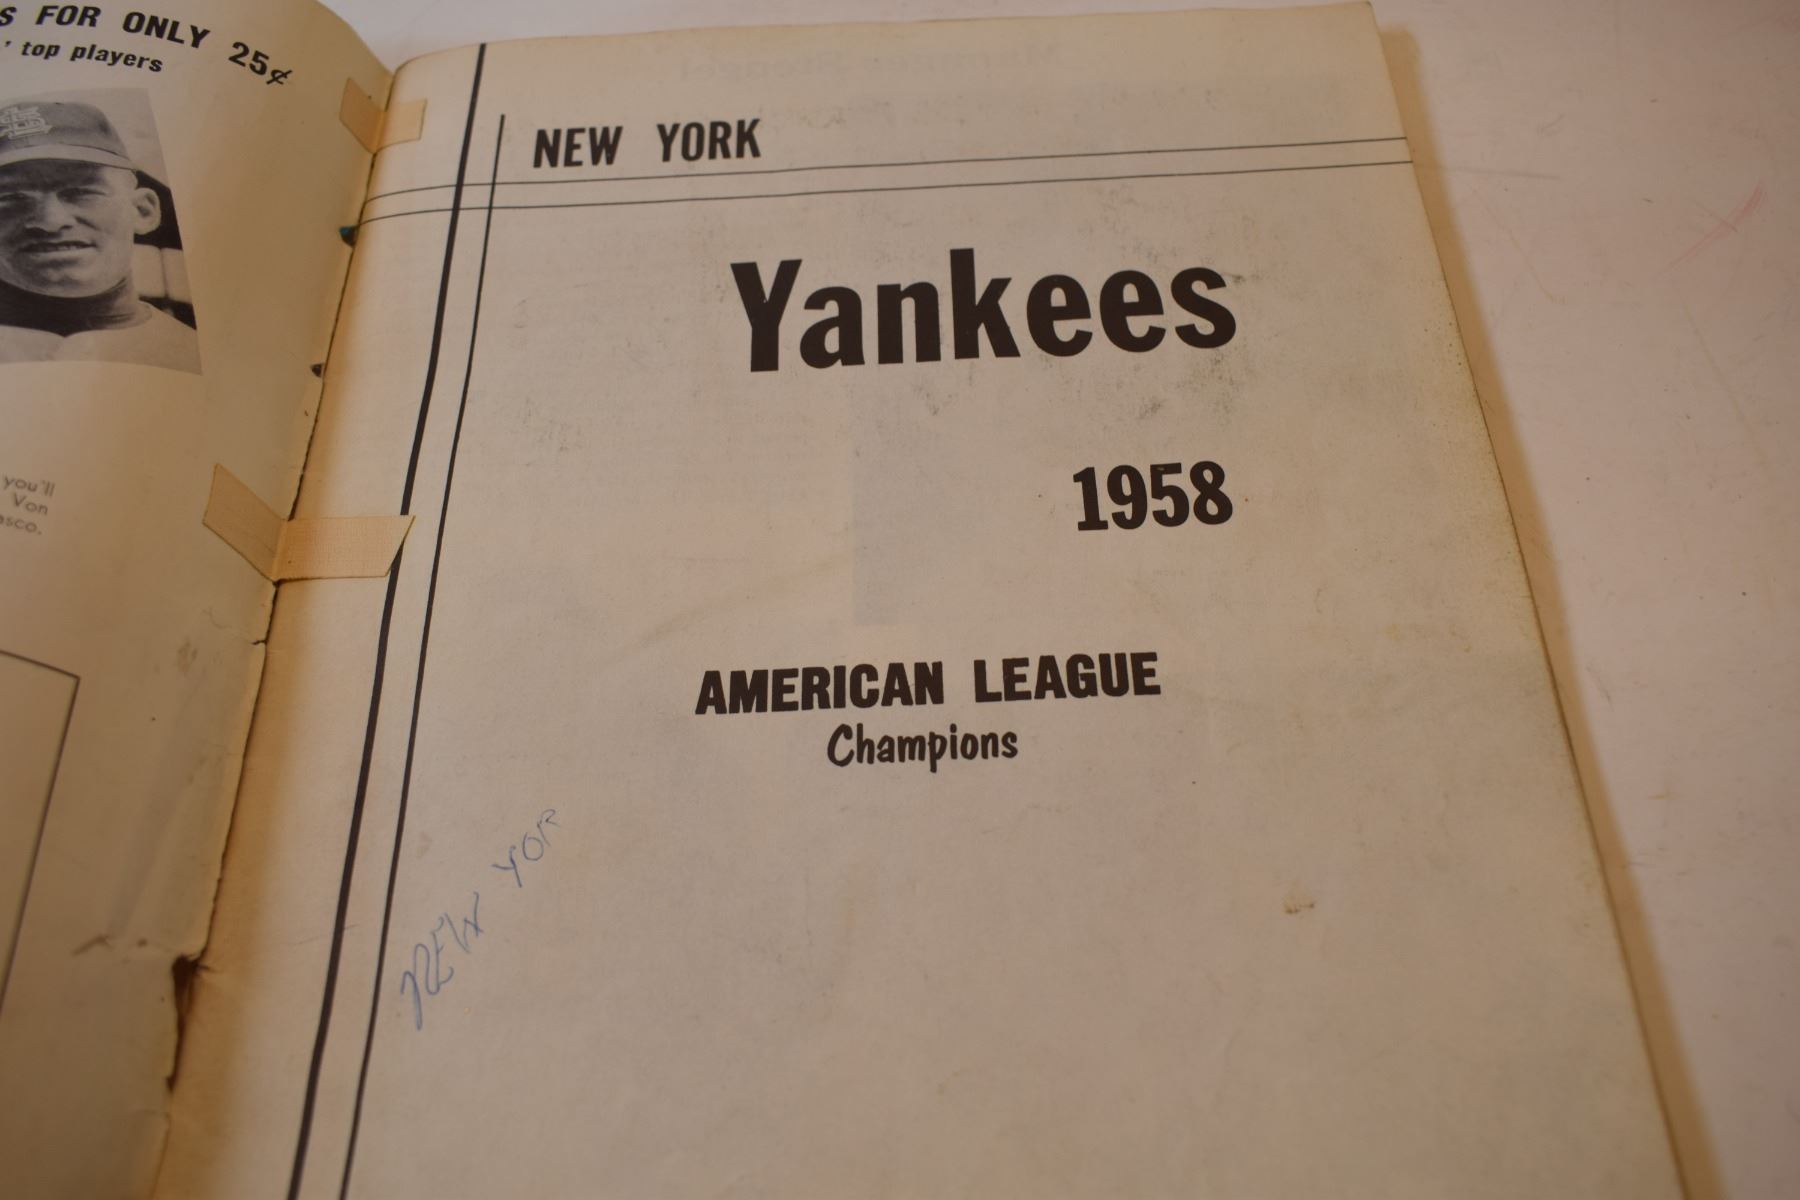 S FOR ONLY 25¢
' top players
you'll
Von
asco.
NEW YORK
Yankees
1958
AMERICAN LEAGUE
Champions
NEW YOR